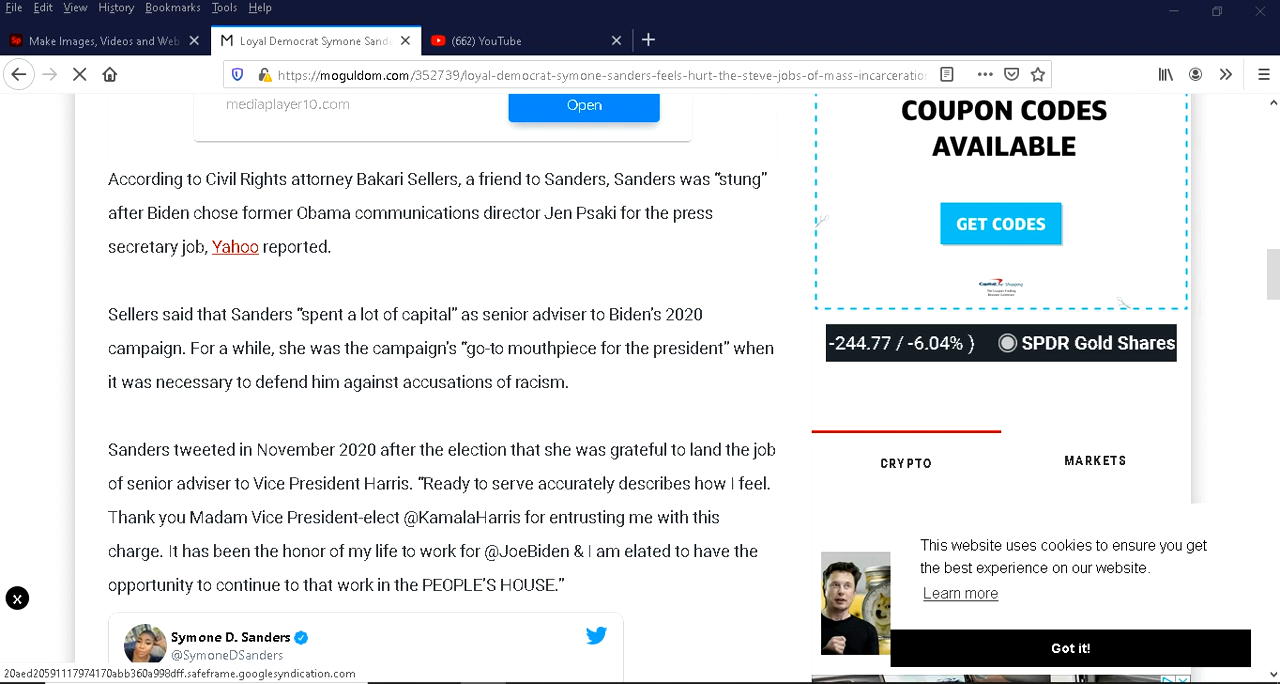 File Edit View History Bookmarks Tools Help
Make Images, Videos and Web
Loyal Democrat Symone Sande
(662) YouTube
https://moguldom.com/352739/loyal-democrat-symone-sanders-feels-hurt-the-steve-jobs-of-mass-incarceratio
mediaplayer10.com
Open
According to Civil Rights attorney Bakari Sellers, a friend to Sanders, Sanders was “stung”
after Biden chose former Obama communications director Jen Psaki for the press
secretary job, Yahoo reported.
Sellers said that Sanders “spent a lot of capital” as senior adviser to Biden’s 2020
campaign. For a while, she was the campaign’s “go-to mouthpiece for the president” when
it was necessary to defend him against accusations of racism.
Sanders tweeted in November 2020 after the election that she was grateful to land the job
of senior adviser to Vice President Harris. “Ready to serve accurately describes how I feel.
Thank you Madam Vice President-elect @KamalaHarris for entrusting me with this
charge. It has been the honor of my life to work for @JoeBiden & I am elated to have the
opportunity to continue to that work in the PEOPLE’S HOUSE.”
Symone D. Sanders
@SymoneDSanders
20aed20591117974170abb360a998dff.safeframe.googlesyndication.com
COUPON CODES
AVAILABLE
GET CODES
-244.77 / -6.04% ) SPDR Gold Shares
CRYPTO
MARKETS
This website uses cookies to ensure you get
the best experience on our website.
Learn more
Got it!